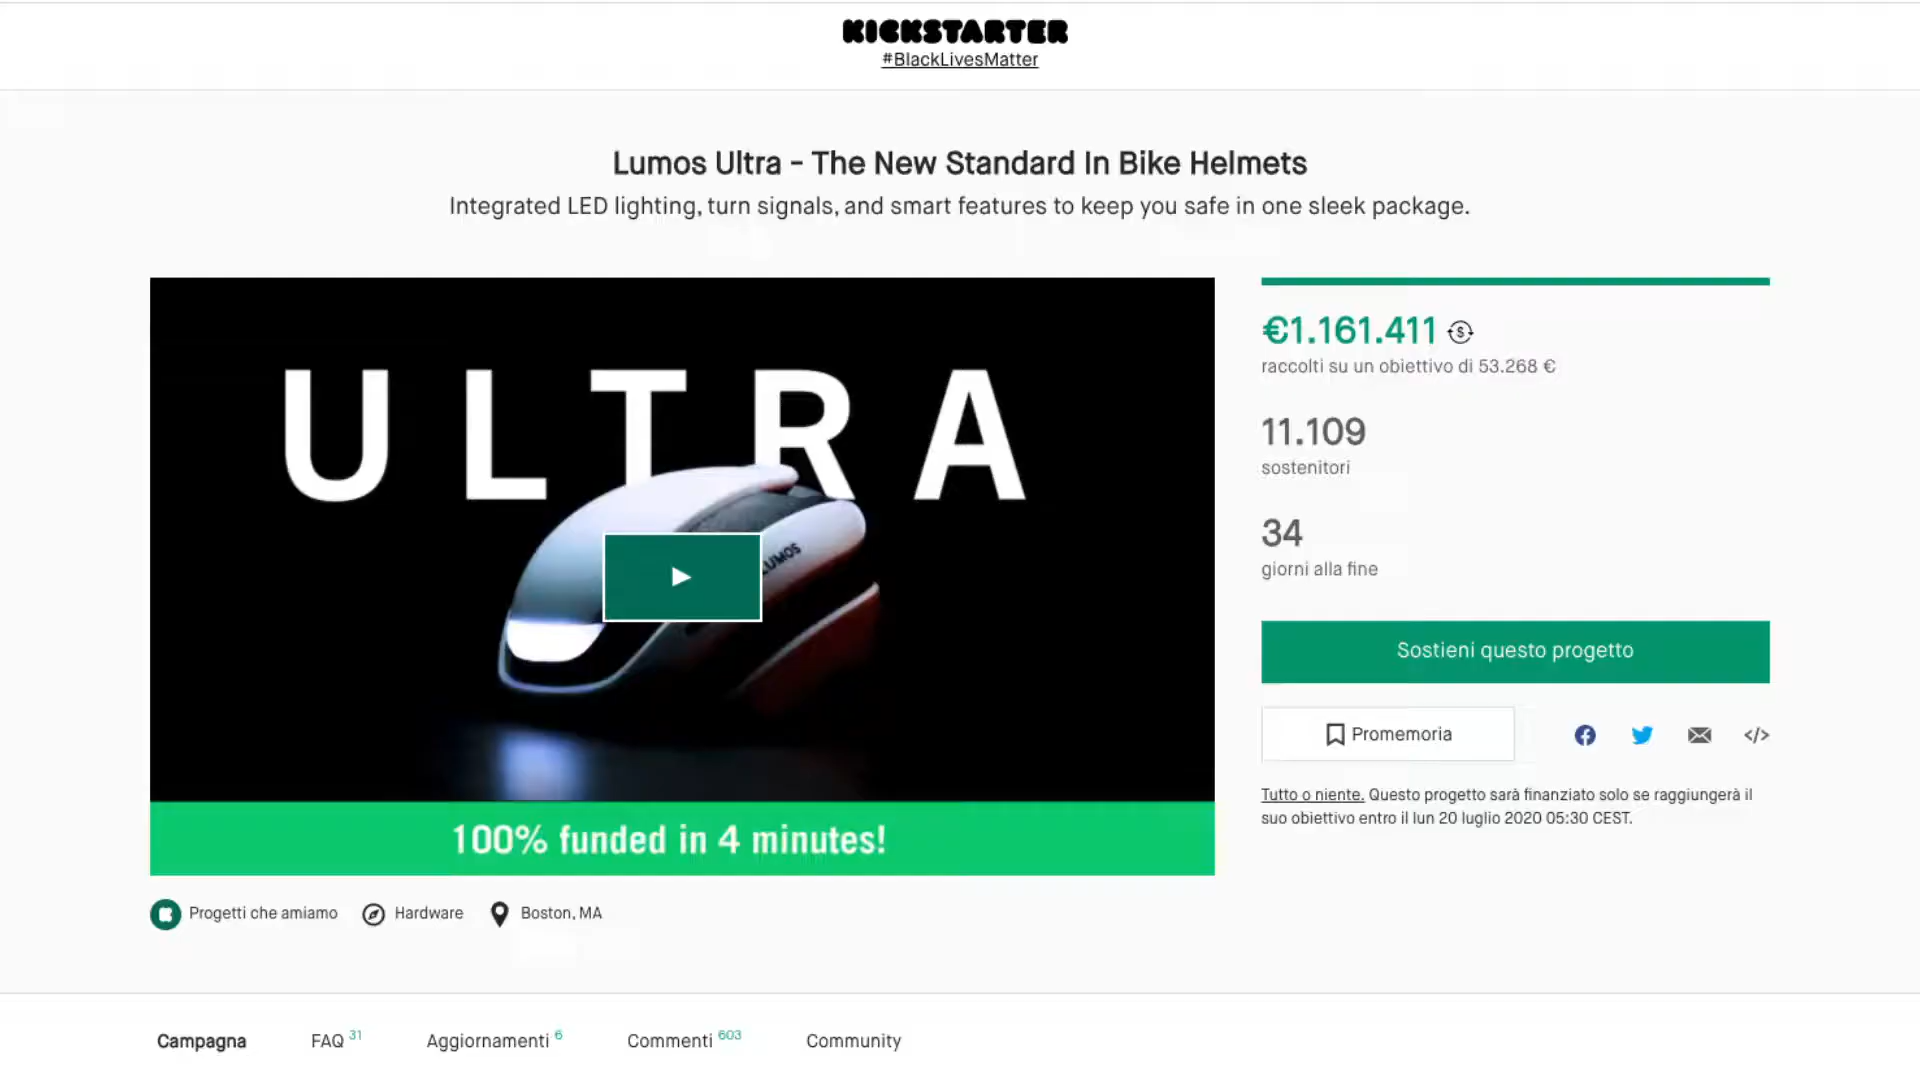 KICKSTARTER
#BlackLivesMatter
Lumos Ultra - The New Standard In Bike Helmets
Integrated LED lighting, turn signals, and smart features to keep you safe in one sleek package.
ULTRA
LUMOS
100% funded in 4 minutes!
€1.161.411
raccolti su un obiettivo di 53.268 €
11.109
sostenitori
34
giorni alla fine
Sostieni questo progetto
Promemoria
Tutto o niente. Questo progetto sarà finanziato solo se raggiungerà il
suo obiettivo entro il lun 20 luglio 2020 05:30 CEST.
Progetti che amiamo Hardware Boston, MA
Campagna FAQ 31 Aggiornamenti 6 Commenti 603 Community